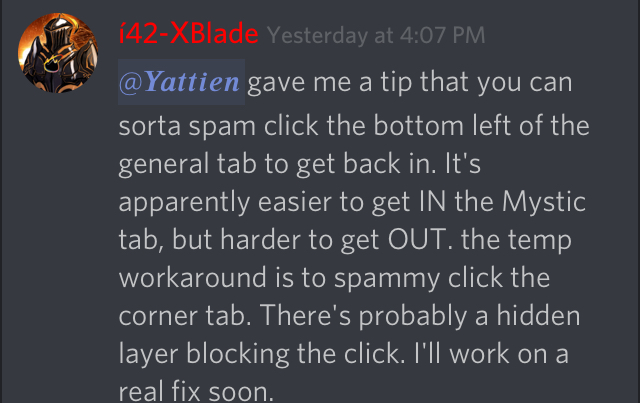 í42-XBlade Yesterday at 4:07 PM
@Yattien gave me a tip that you can
sorta spam click the bottom left of the
general tab to get back in. It's
apparently easier to get IN the Mystic
tab, but harder to get OUT. the temp
workaround is to spammy click the
corner tab. There's probably a hidden
layer blocking the click. I'll work on a
real fix soon.